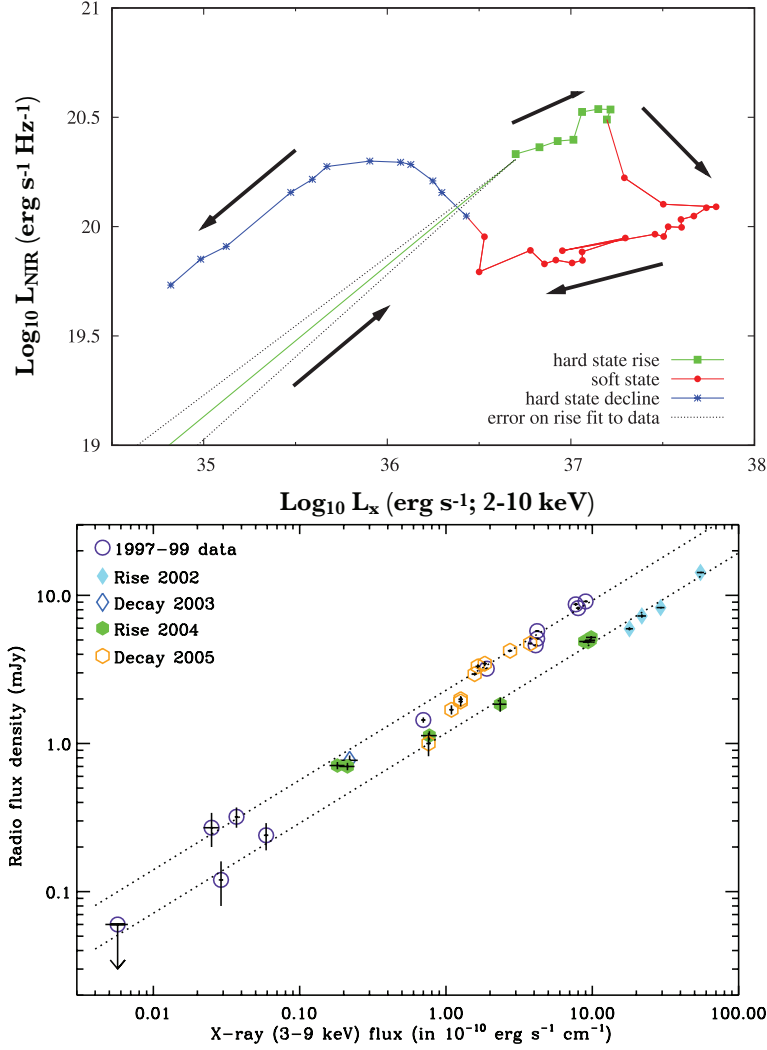 21
20.5
20
19.5
19
Log₁₀ L_NIR (erg s⁻¹ Hz⁻¹)
hard state rise
soft state
hard state decline
error on rise fit to data
35
36
37
38
Log₁₀ Lₓ (erg s⁻¹; 2-10 keV)
1997-99 data
Rise 2002
Decay 2003
Rise 2004
Decay 2005
10.0
1.0
0.1
Radio flux density (mJy)
0.01
0.10
1.00
10.00
100.00
X-ray (3-9 keV) flux (in 10⁻¹⁰ erg s⁻¹ cm⁻¹)